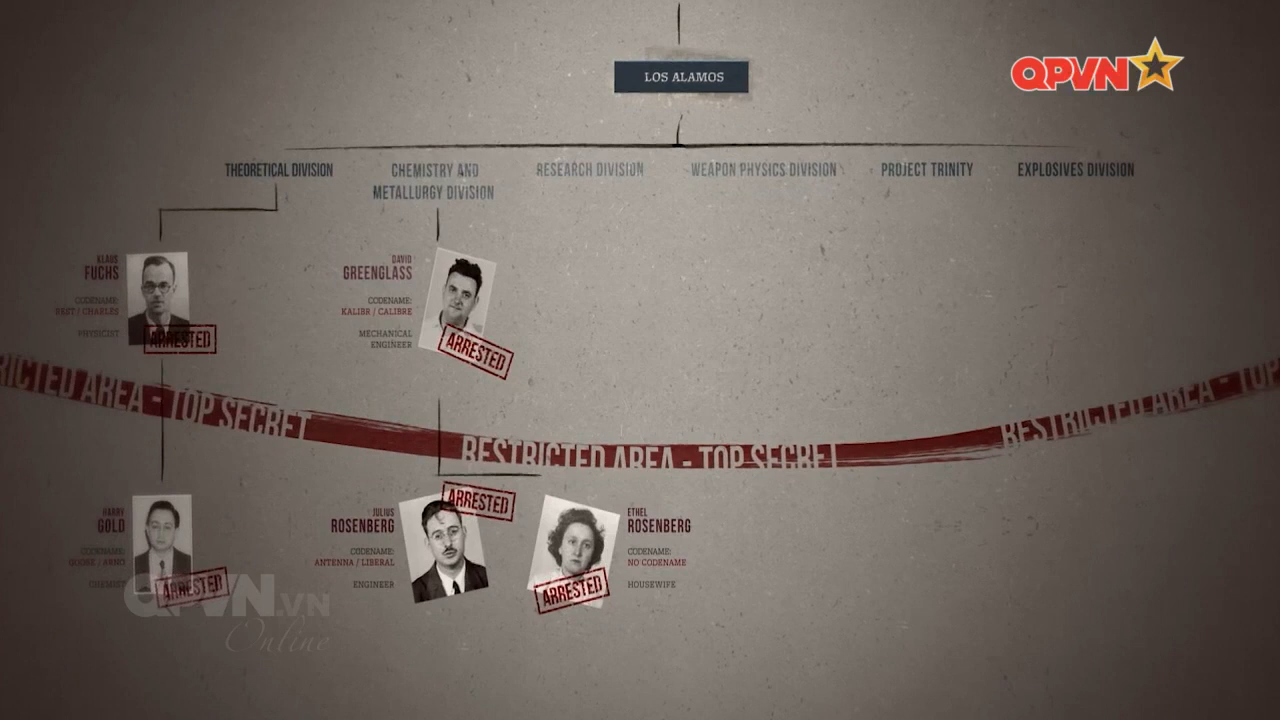 QPVN
LOS ALAMOS
THEORETICAL DIVISION
CHEMISTRY AND
METALLURGY DIVISION
RESEARCH DIVISION
WEAPON PHYSICS DIVISION
PROJECT TRINITY
EXPLOSIVES DIVISION
KLAUS
FUCHS
CODENAME:
REST / CHARLES
PHYSICIST
ARRESTED
DAVID
GREENGLASS
CODENAME:
KALIBR / CALIBRE
MECHANICAL
ENGINEER
ARRESTED
RICTED AREA - TOP SECRET
RESTRICTED AREA - TOP SECRET
RESTRICTED AREA - TOP
HARRY
GOLD
CODENAME:
GOOSE / ARNO
CHEMIST
ARRESTED
JULIUS
ROSENBERG
CODENAME:
ANTENNA / LIBERAL
ENGINEER
ARRESTED
ETHEL
ROSENBERG
CODENAME:
NO CODENAME
HOUSEWIFE
ARRESTED
QPVN.VN
Online